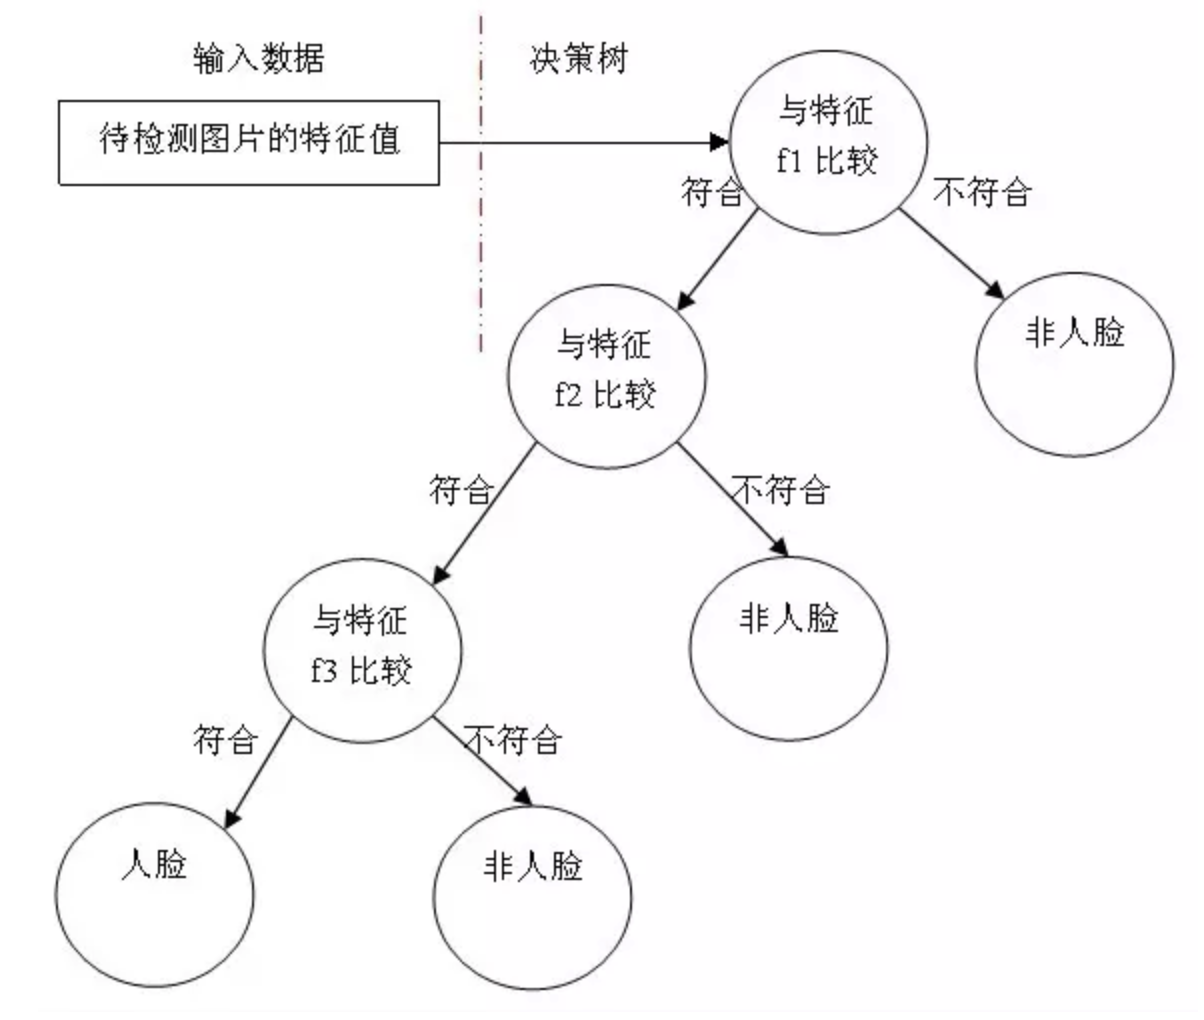 输入数据
决策树
待检测图片的特征值
与特征
f1 比较
符合
不符合
非人脸
与特征
f2 比较
符合
不符合
非人脸
与特征
f3 比较
符合
不符合
人脸
非人脸